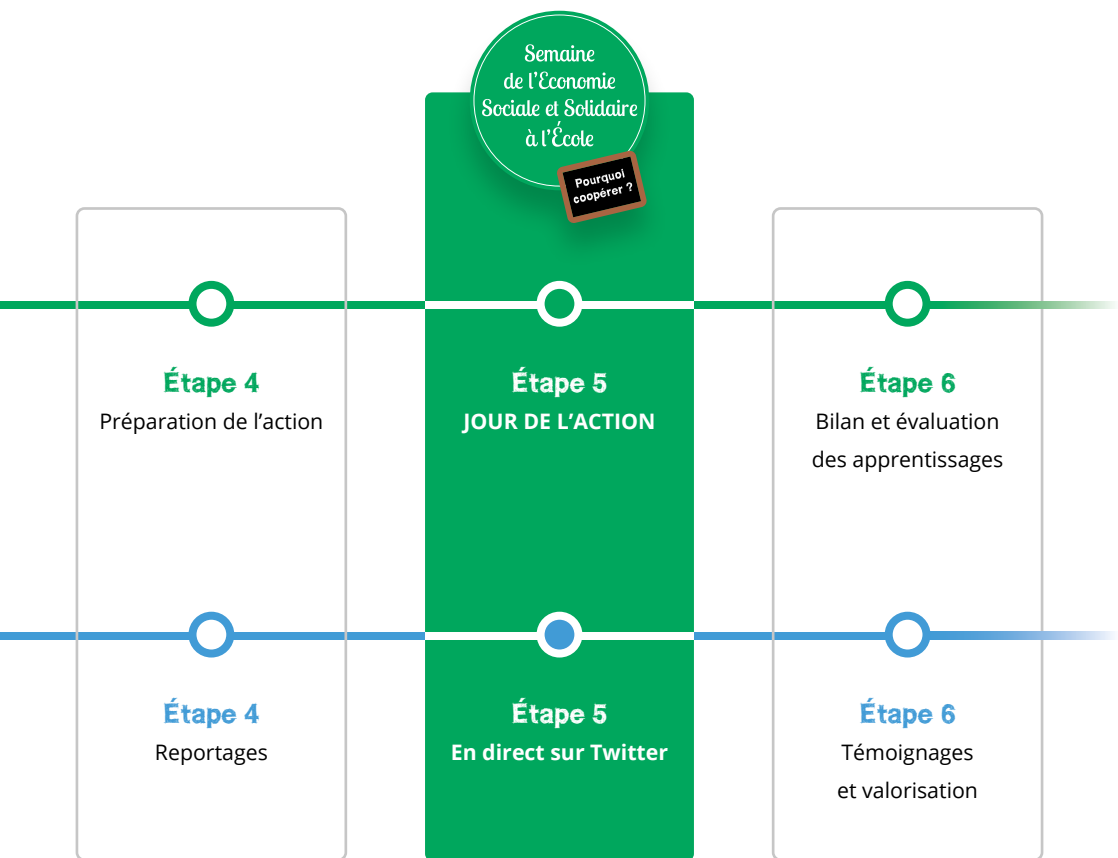 Semaine
de l'Economie
Sociale et Solidaire
à l'École
Pourquoi
coopérer ?
Étape 4
Préparation de l'action
Étape 5
JOUR DE L'ACTION
Étape 6
Bilan et évaluation
des apprentissages
Étape 4
Reportages
Étape 5
En direct sur Twitter
Étape 6
Témoignages
et valorisation